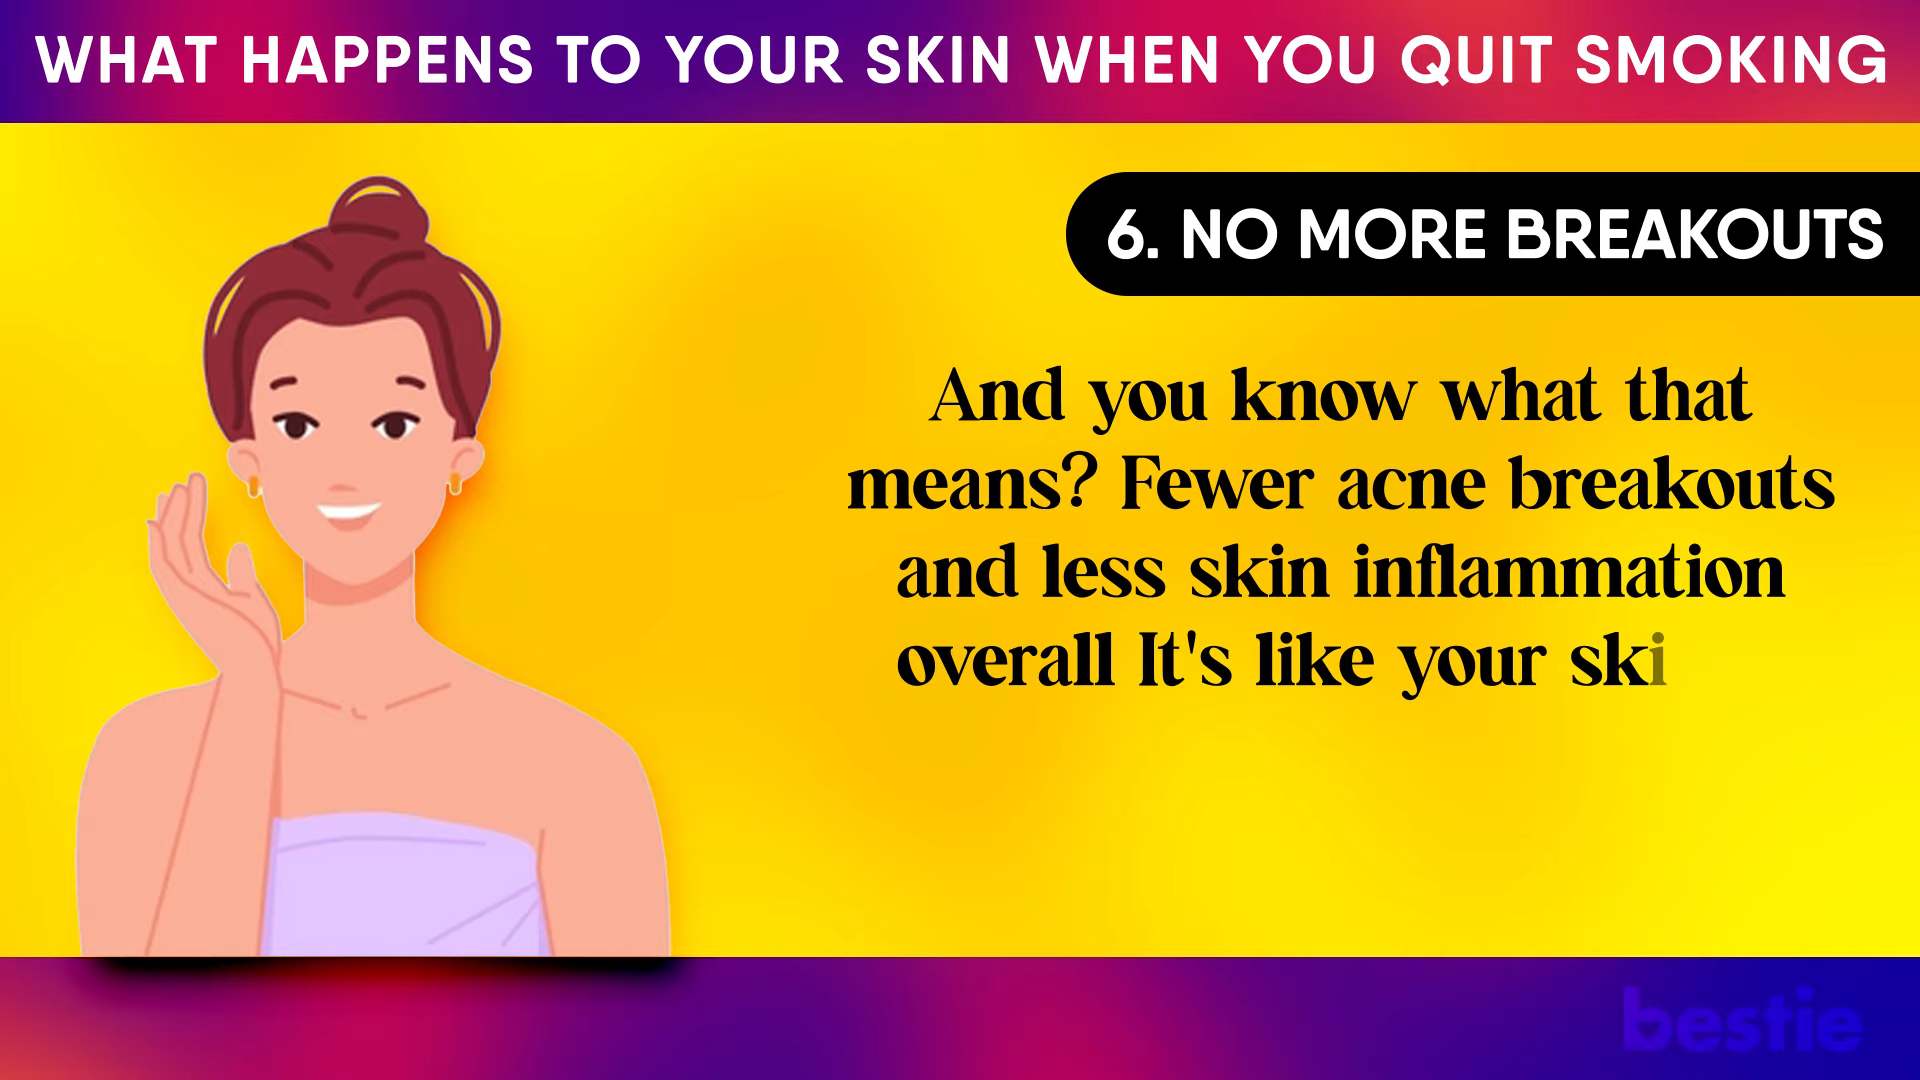 WHAT HAPPENS TO YOUR SKIN WHEN YOU QUIT SMOKING
6. NO MORE BREAKOUTS
And you know what that
means? Fewer acne breakouts
and less skin inflammation
overall It's like your ski
bestie